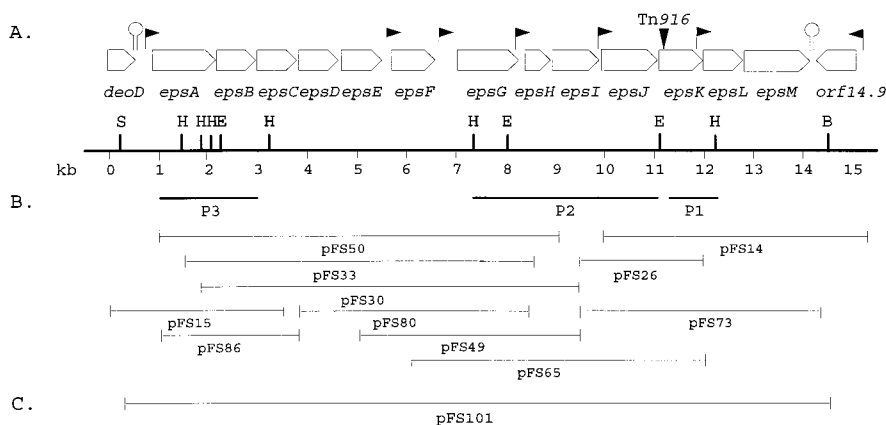 A.
Tn916
deoD epsA epsB epsC epsD epsE epsF epsG epsH epsI epsJ epsK epsL epsM orf14.9
S H H H E H H E E H B
kb 0 1 2 3 4 5 6 7 8 9 10 11 12 13 14 15
B.
P3 P2 P1
pFS50 pFS14
pFS33 pFS26
pFS30
pFS15 pFS80 pFS73
pFS86 pFS49
pFS65
C.
pFS101